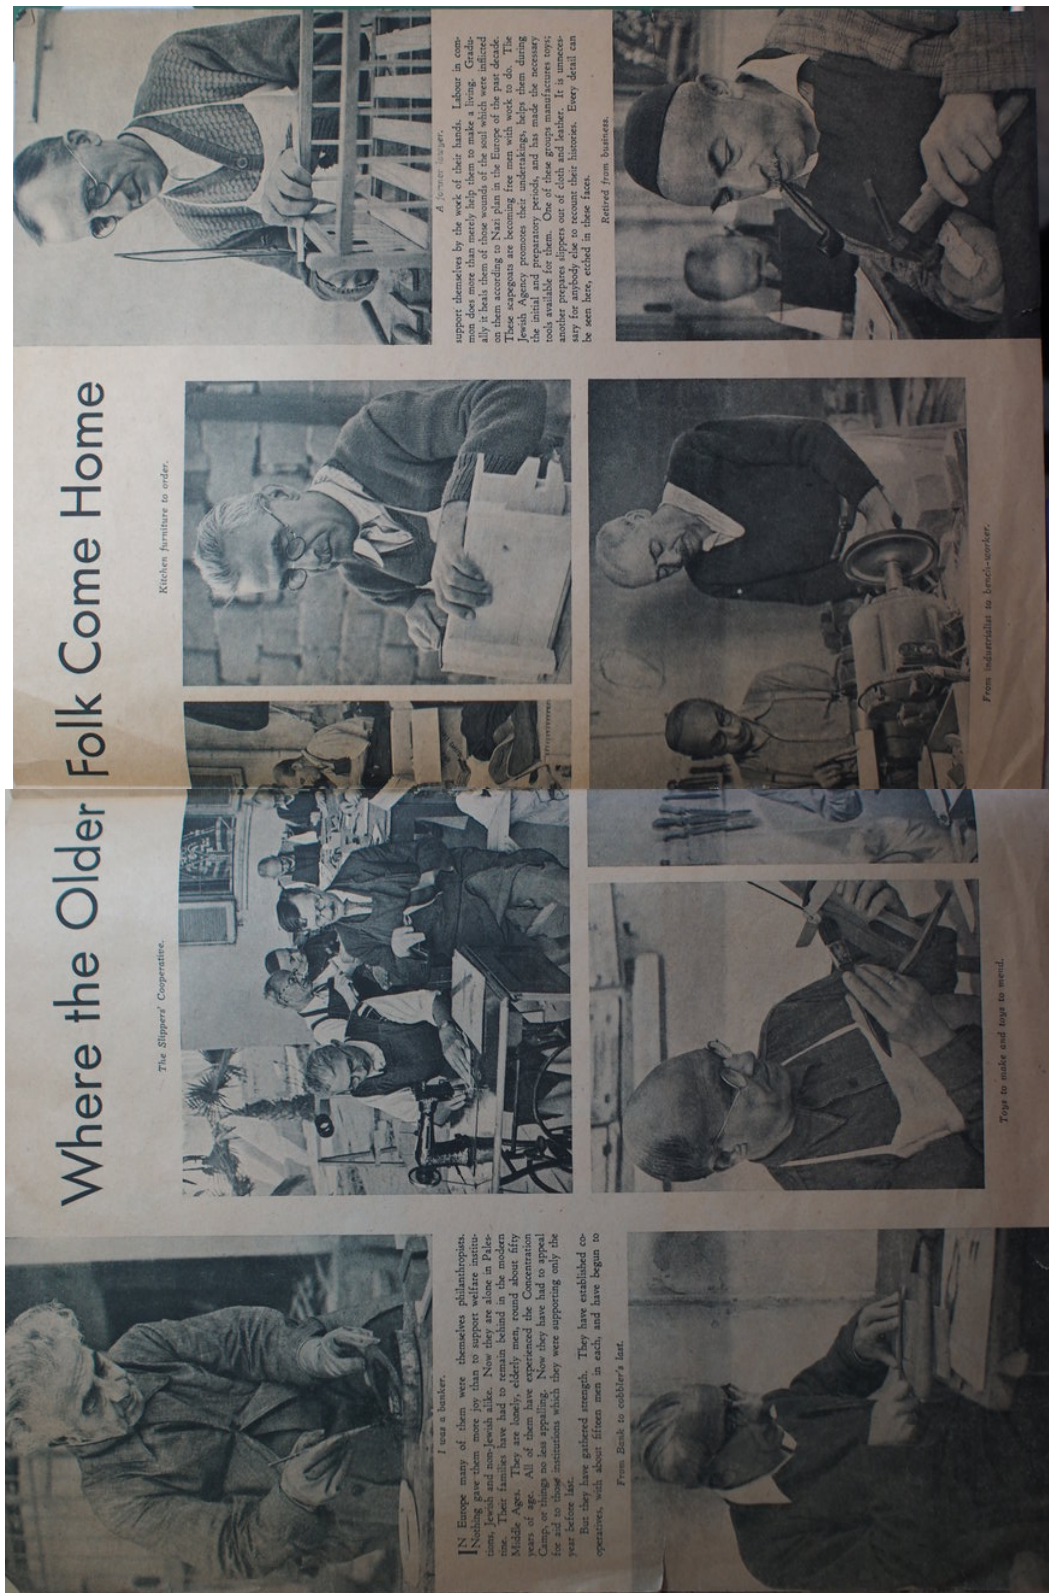 Where the Older Folk Come Home
I was a banker.
IN Europe many of them were themselves philanthropists.
Nothing gave them more joy than to support welfare institu-
tions, Jewish and non-Jewish alike. Now they are alone in Pales-
tine. Their families have had to remain behind in the modern
Middle Ages. They are lonely, elderly men, round about fifty
years of age. All of them have experienced the Concentration
Camp, or things no less appalling. Now they have had to appeal
for aid to those institutions which they were supporting only the
year before last.
But they have gathered strength. They have established co-
operatives, with about fifteen men in each, and have begun to
From Bank to cobbler's last.
The Slippers' Cooperative.
Toys to make and toys to mend.
Kitchen furniture to order.
From industrialist to bench-worker.
A former lawyer.
support themselves by the work of their hands. Labour in com-
mon does more than merely help them to make a living. Gradu-
ally it heals them of those wounds of the soul which were inflicted
on them according to Nazi plan in the Europe of the past decade.
These scapegoats are becoming free men with work to do. The
Jewish Agency promotes their undertakings, helps them during
the initial and preparatory periods, and has made the necessary
tools available for them. One of these groups manufactures toys;
another prepares slippers out of cloth and leather. It is unneces-
sary for anybody else to recount their histories. Every detail can
be seen here, etched in these faces.
Retired from business.